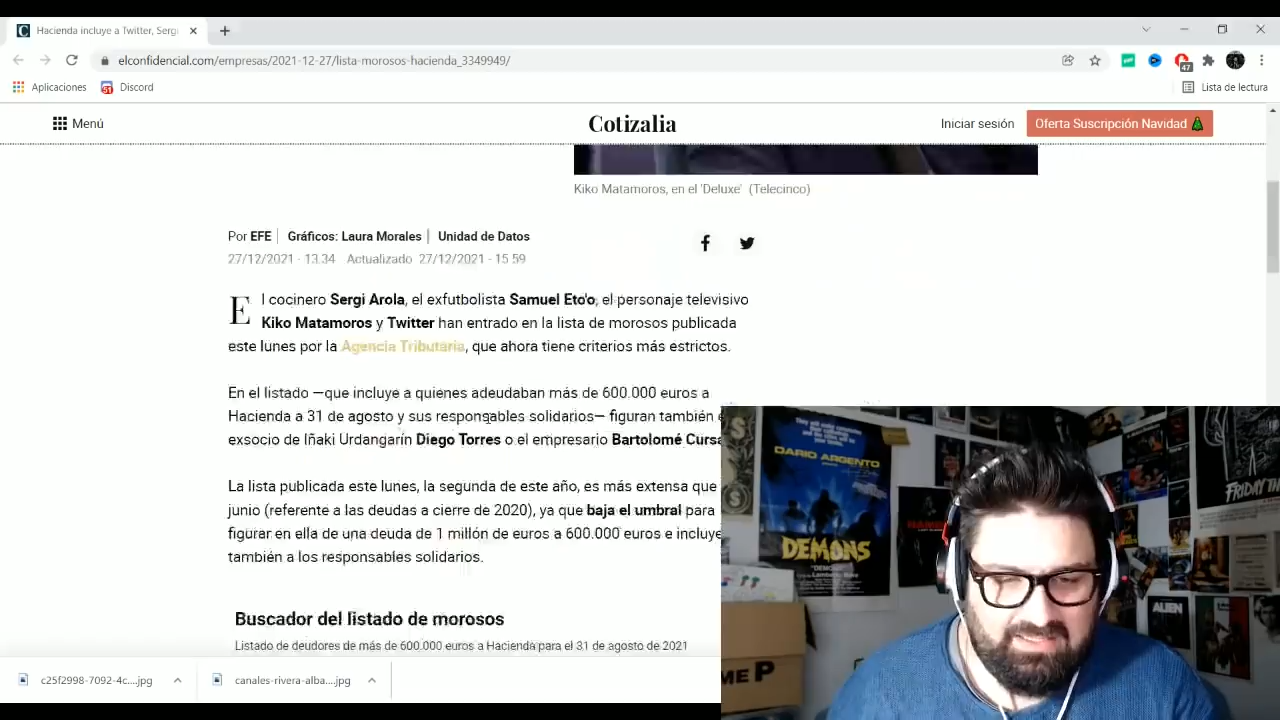 Hacienda incluye a Twitter, Serg
elconfidencial.com/empresas/2021-12-27/lista-morosos-hacienda_3349949/
47
Aplicaciones
Discord
Lista de lectura
Menú
Cotizalia
Iniciar sesión
Oferta Suscripción Navidad
Kiko Matamoros, en el 'Deluxe' (Telecinco)
Por EFE | Gráficos: Laura Morales | Unidad de Datos
27/12/2021 - 13:34 Actualizado 27/12/2021 - 15:59
El cocinero Sergi Arola, el exfutbolista Samuel Eto'o, el personaje televisivo
Kiko Matamoros y Twitter han entrado en la lista de morosos publicada
este lunes por la Agencia Tributaria, que ahora tiene criterios más estrictos.
En el listado —que incluye a quienes adeudaban más de 600.000 euros a
Hacienda a 31 de agosto y sus responsables solidarios— figuran también e
exsocio de Iñaki Urdangarín Diego Torres o el empresario Bartolomé Cursa
La lista publicada este lunes, la segunda de este año, es más extensa que
junio (referente a las deudas a cierre de 2020), ya que baja el umbral para
figurar en ella de una deuda de 1 millón de euros a 600.000 euros e incluye
también a los responsables solidarios.
Buscador del listado de morosos
Listado de deudores de más de 600.000 euros a Hacienda para el 31 de agosto de 2021
c25f2998-7092-4c....jpg
canales-rivera-alba....jpg
DARIO ARGENTO
DEMONS
ALIEN
FRIDAY
ME P